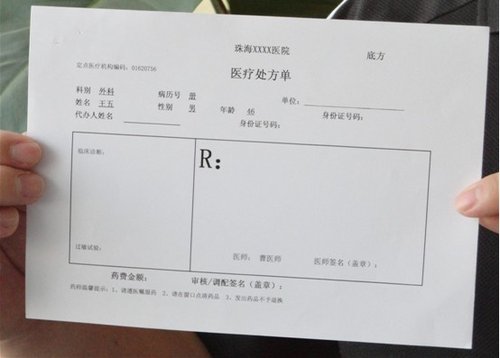 珠海XXXX医院
底方
定点医疗机构编码：01620756
医疗处方单
科别 外科 病历号 册 单位：
姓名 王五 性别 男 年龄 46 身份证号码：
代办人姓名 身份证号码：
临床诊断：
R：
过敏试验：
医师： 曹医师 医师签名（盖章）：
药费金额： 审核/调配签名（盖章）：
药师温馨提示：1、请遵医嘱服药 2、请在窗口点清药品 3、发出药品不予退换